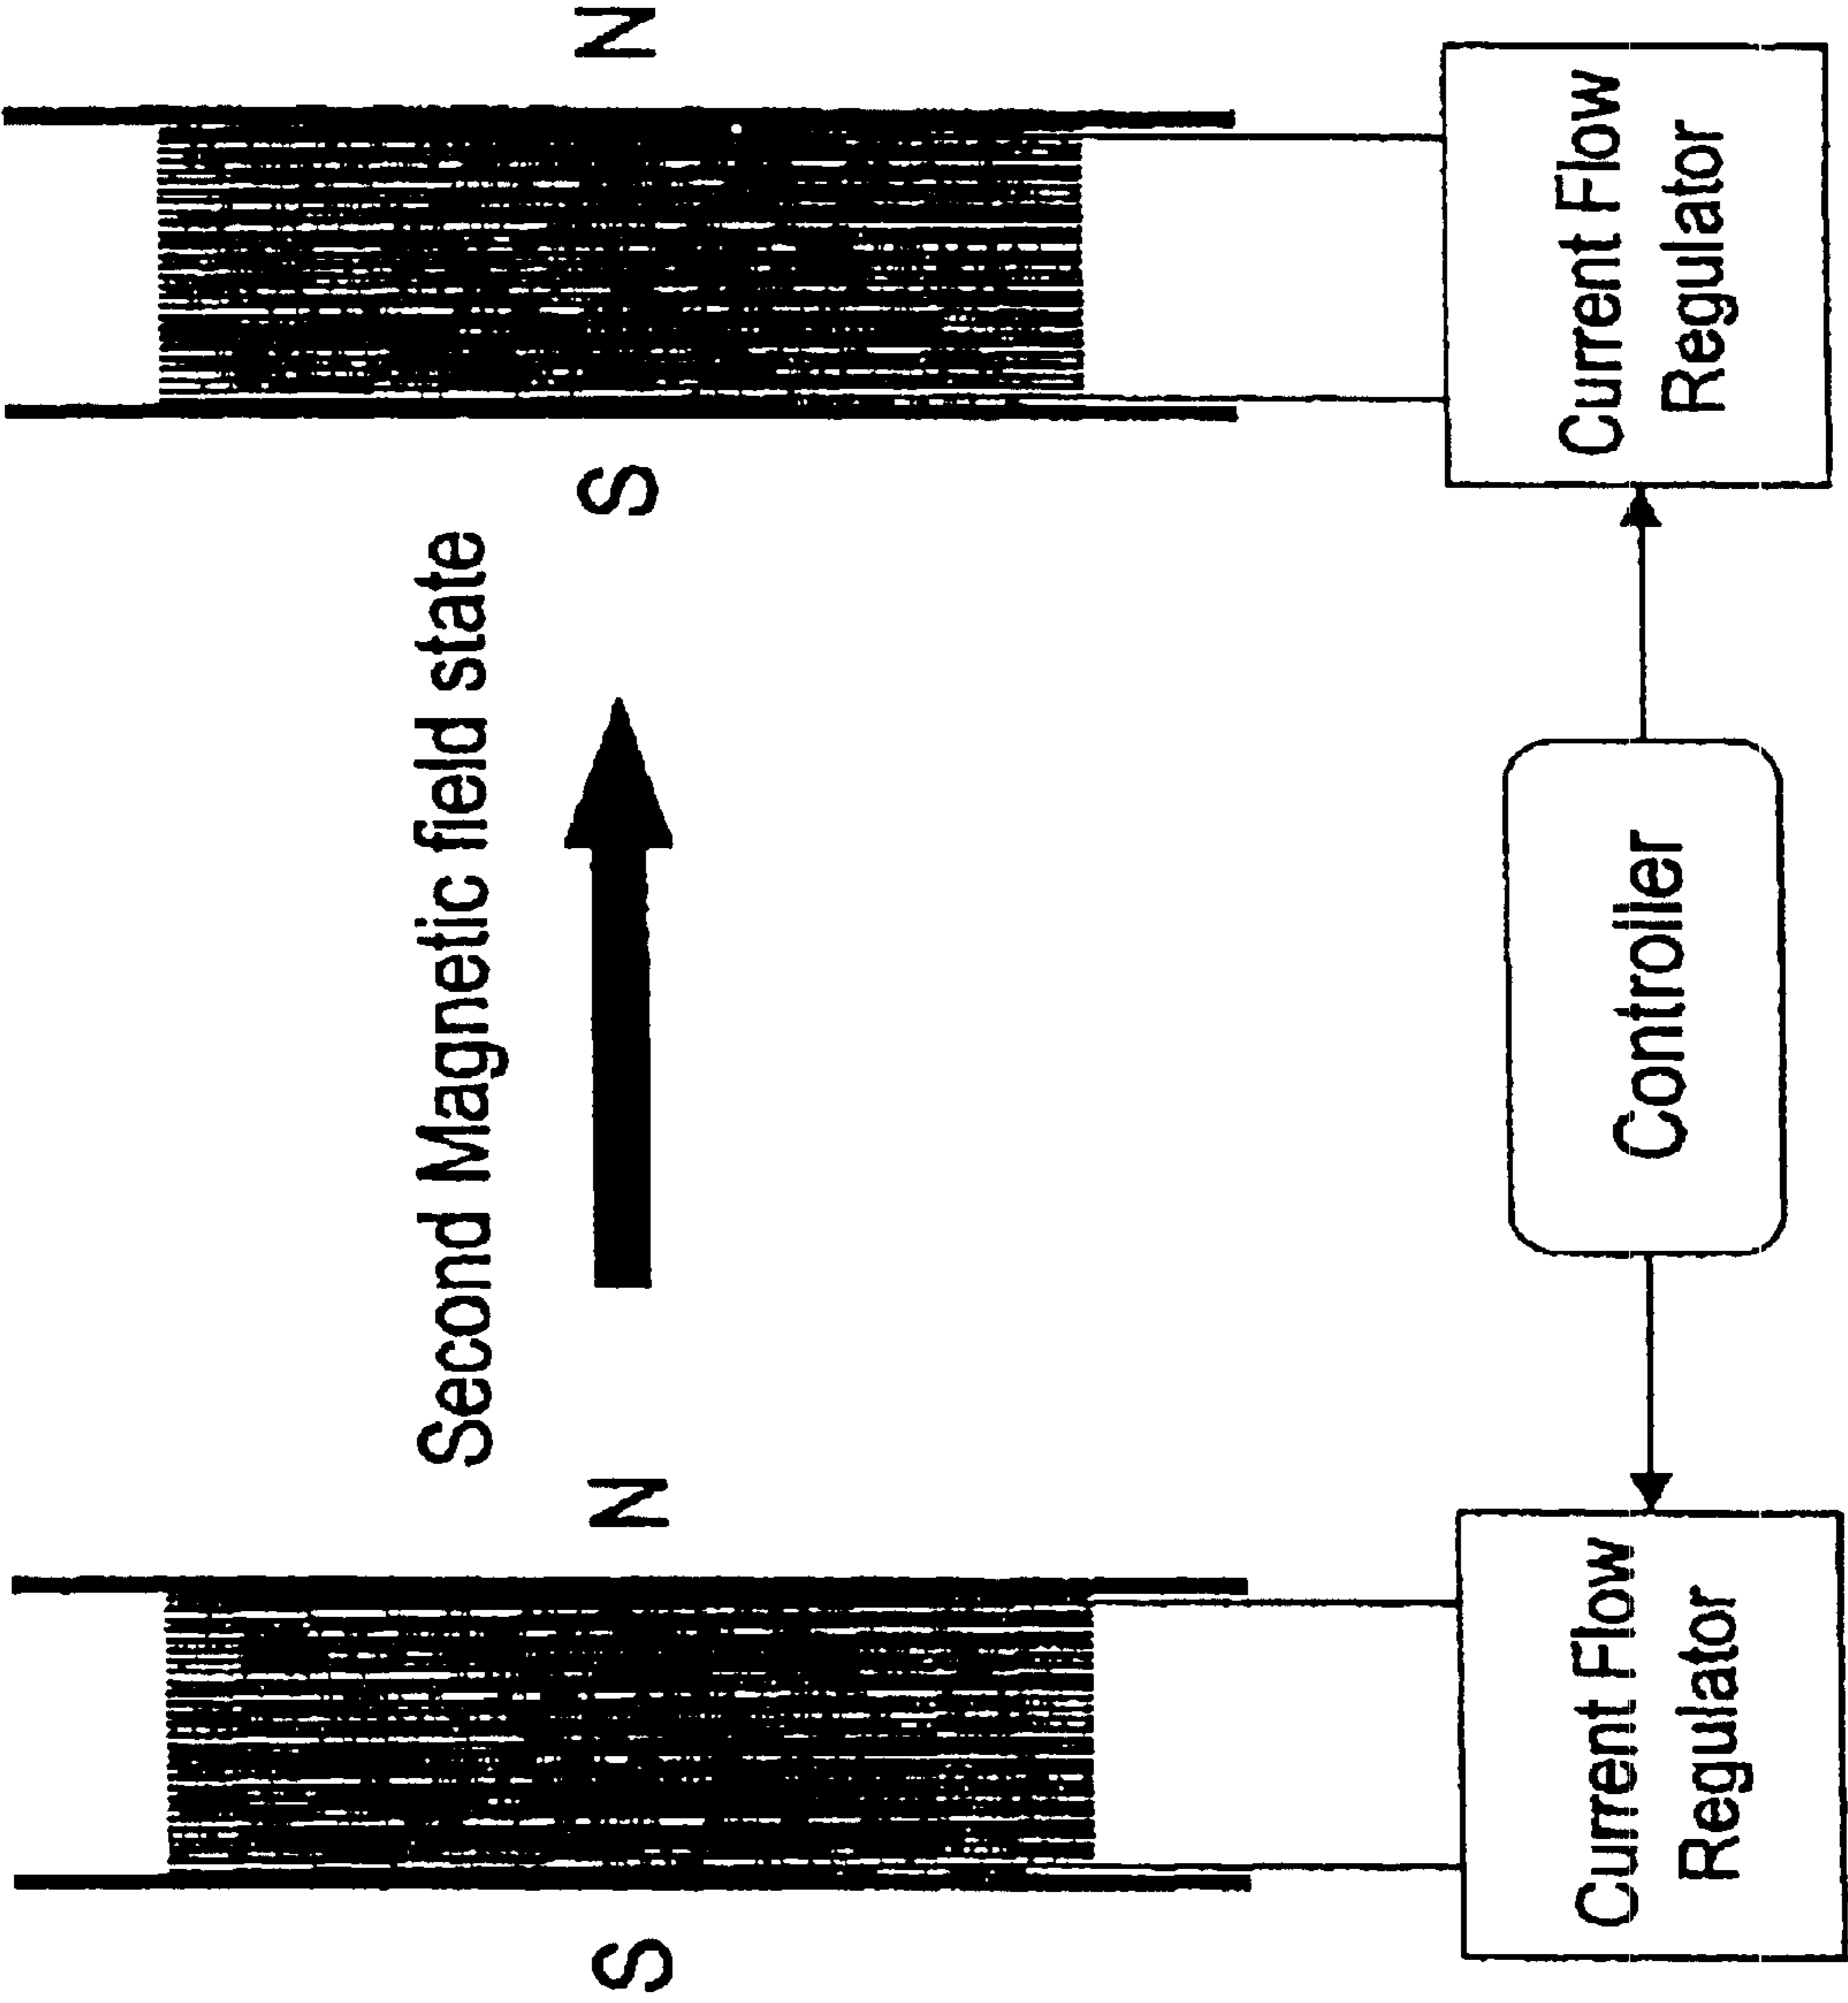 Second Magnetic field state
S
N
S
N
Current Flow
Regulator
Controller
Current Flow
Regulator